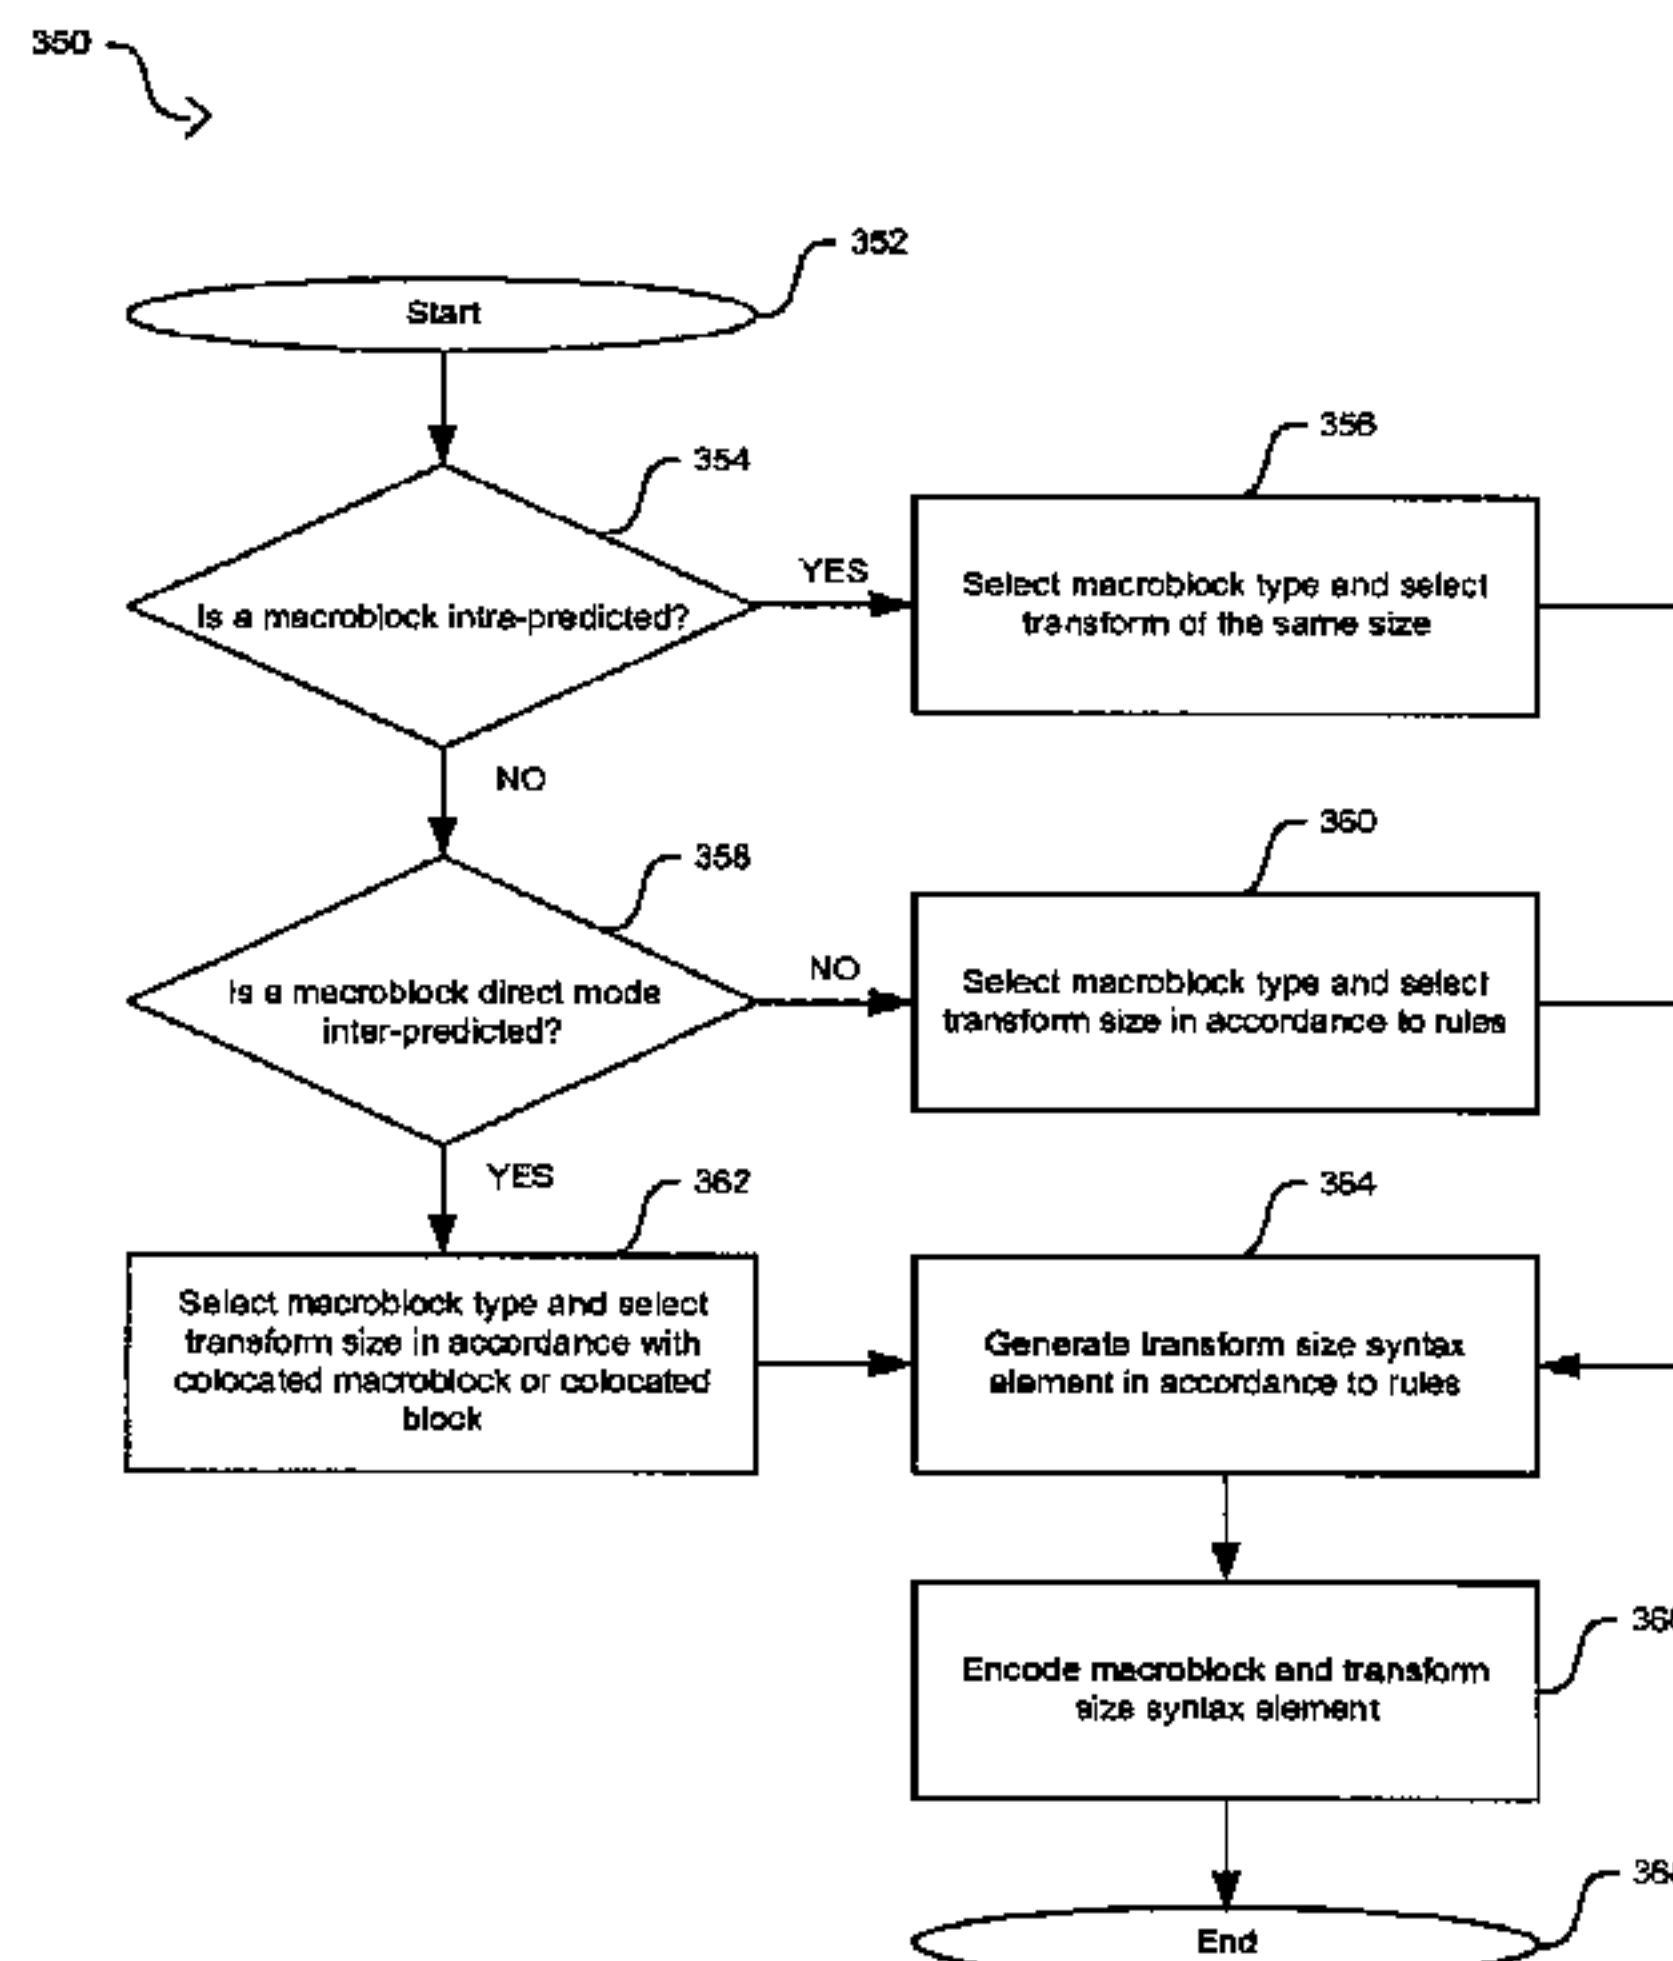 350
352
Start
354
356
YES
Is a macroblock intra-predicted?
Select macroblock type and select
transform of the same size
NO
358
360
NO
Is a macroblock direct mode
inter-predicted?
Select macroblock type and select
transform size in accordance to rules
YES
362
364
Select macroblock type and select
transform size in accordance with
colocated macroblock or colocated
block
Generate transform size syntax
element in accordance to rules
Encode macroblock and transform
size syntax element
End